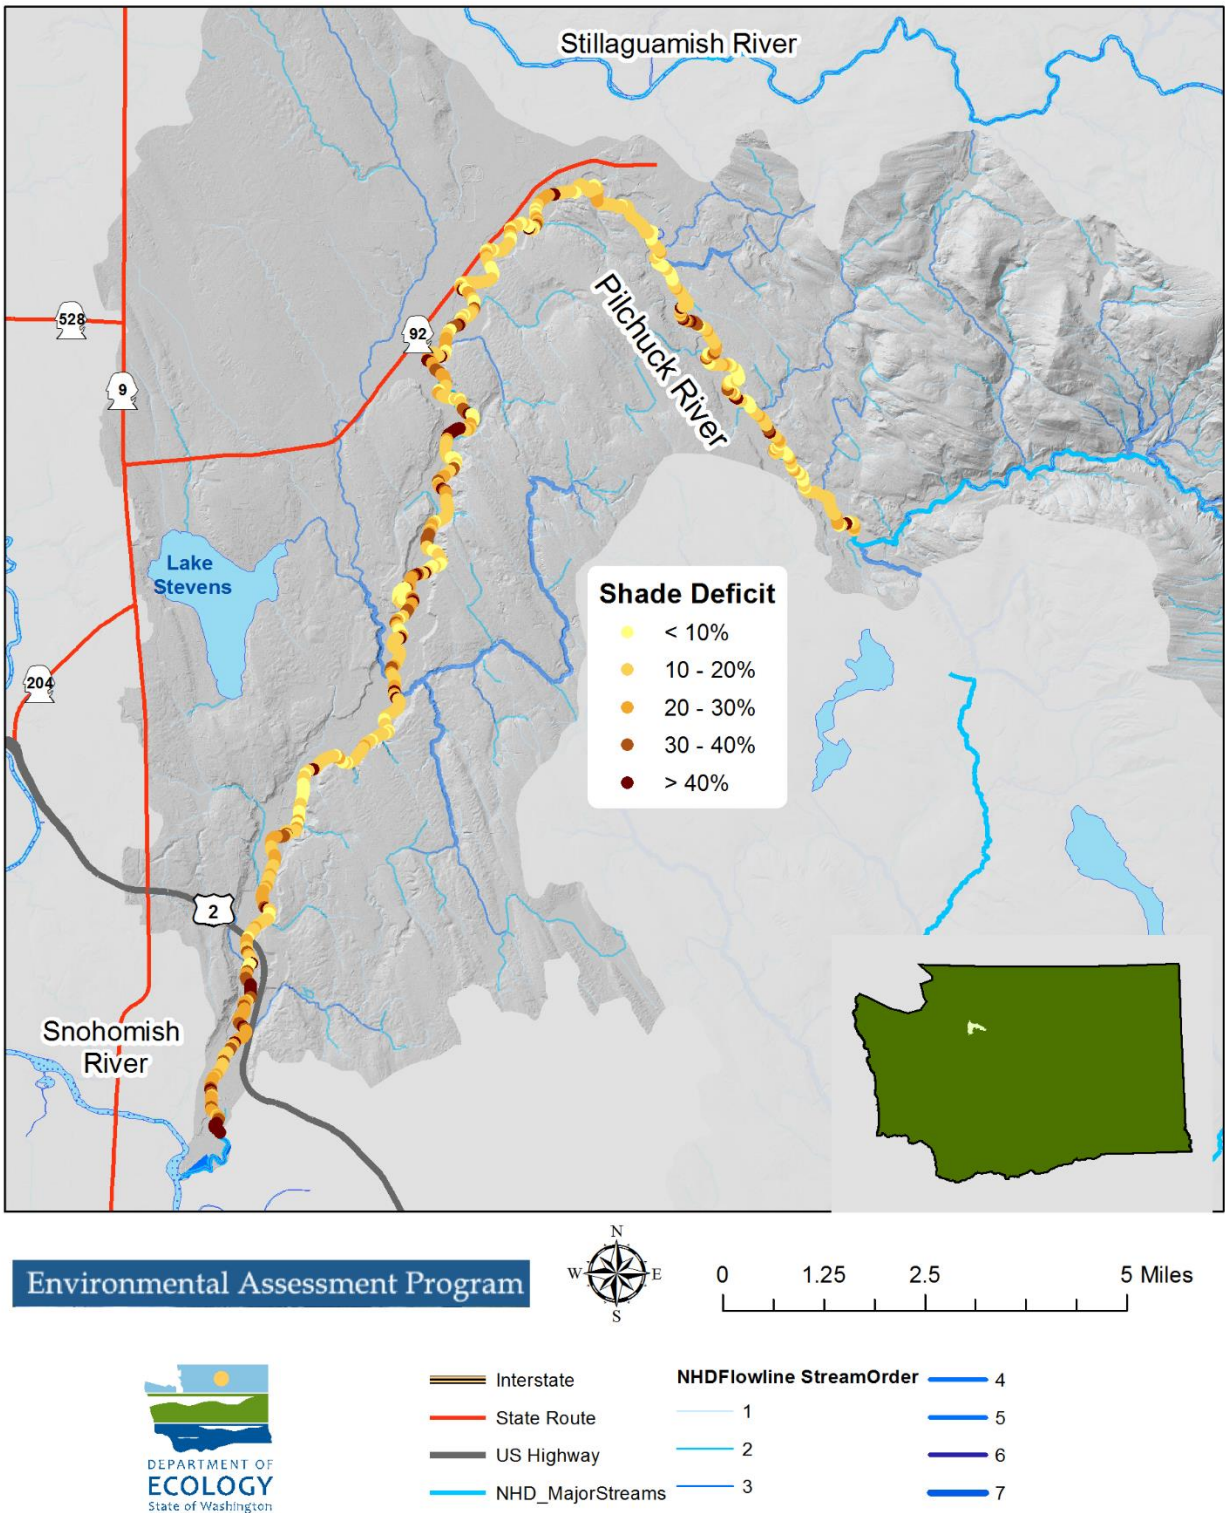 Stillaguamish River
528
92
9
Pilchuck River
Lake
Stevens
204
Shade Deficit
< 10%
10 - 20%
20 - 30%
30 - 40%
> 40%
2
Snohomish
River
Environmental Assessment Program
N
W
E
S
0
1.25
2.5
5 Miles
DEPARTMENT OF
ECOLOGY
State of Washington
Interstate
State Route
US Highway
NHD_MajorStreams
NHDFlowline StreamOrder
1
2
3
4
5
6
7